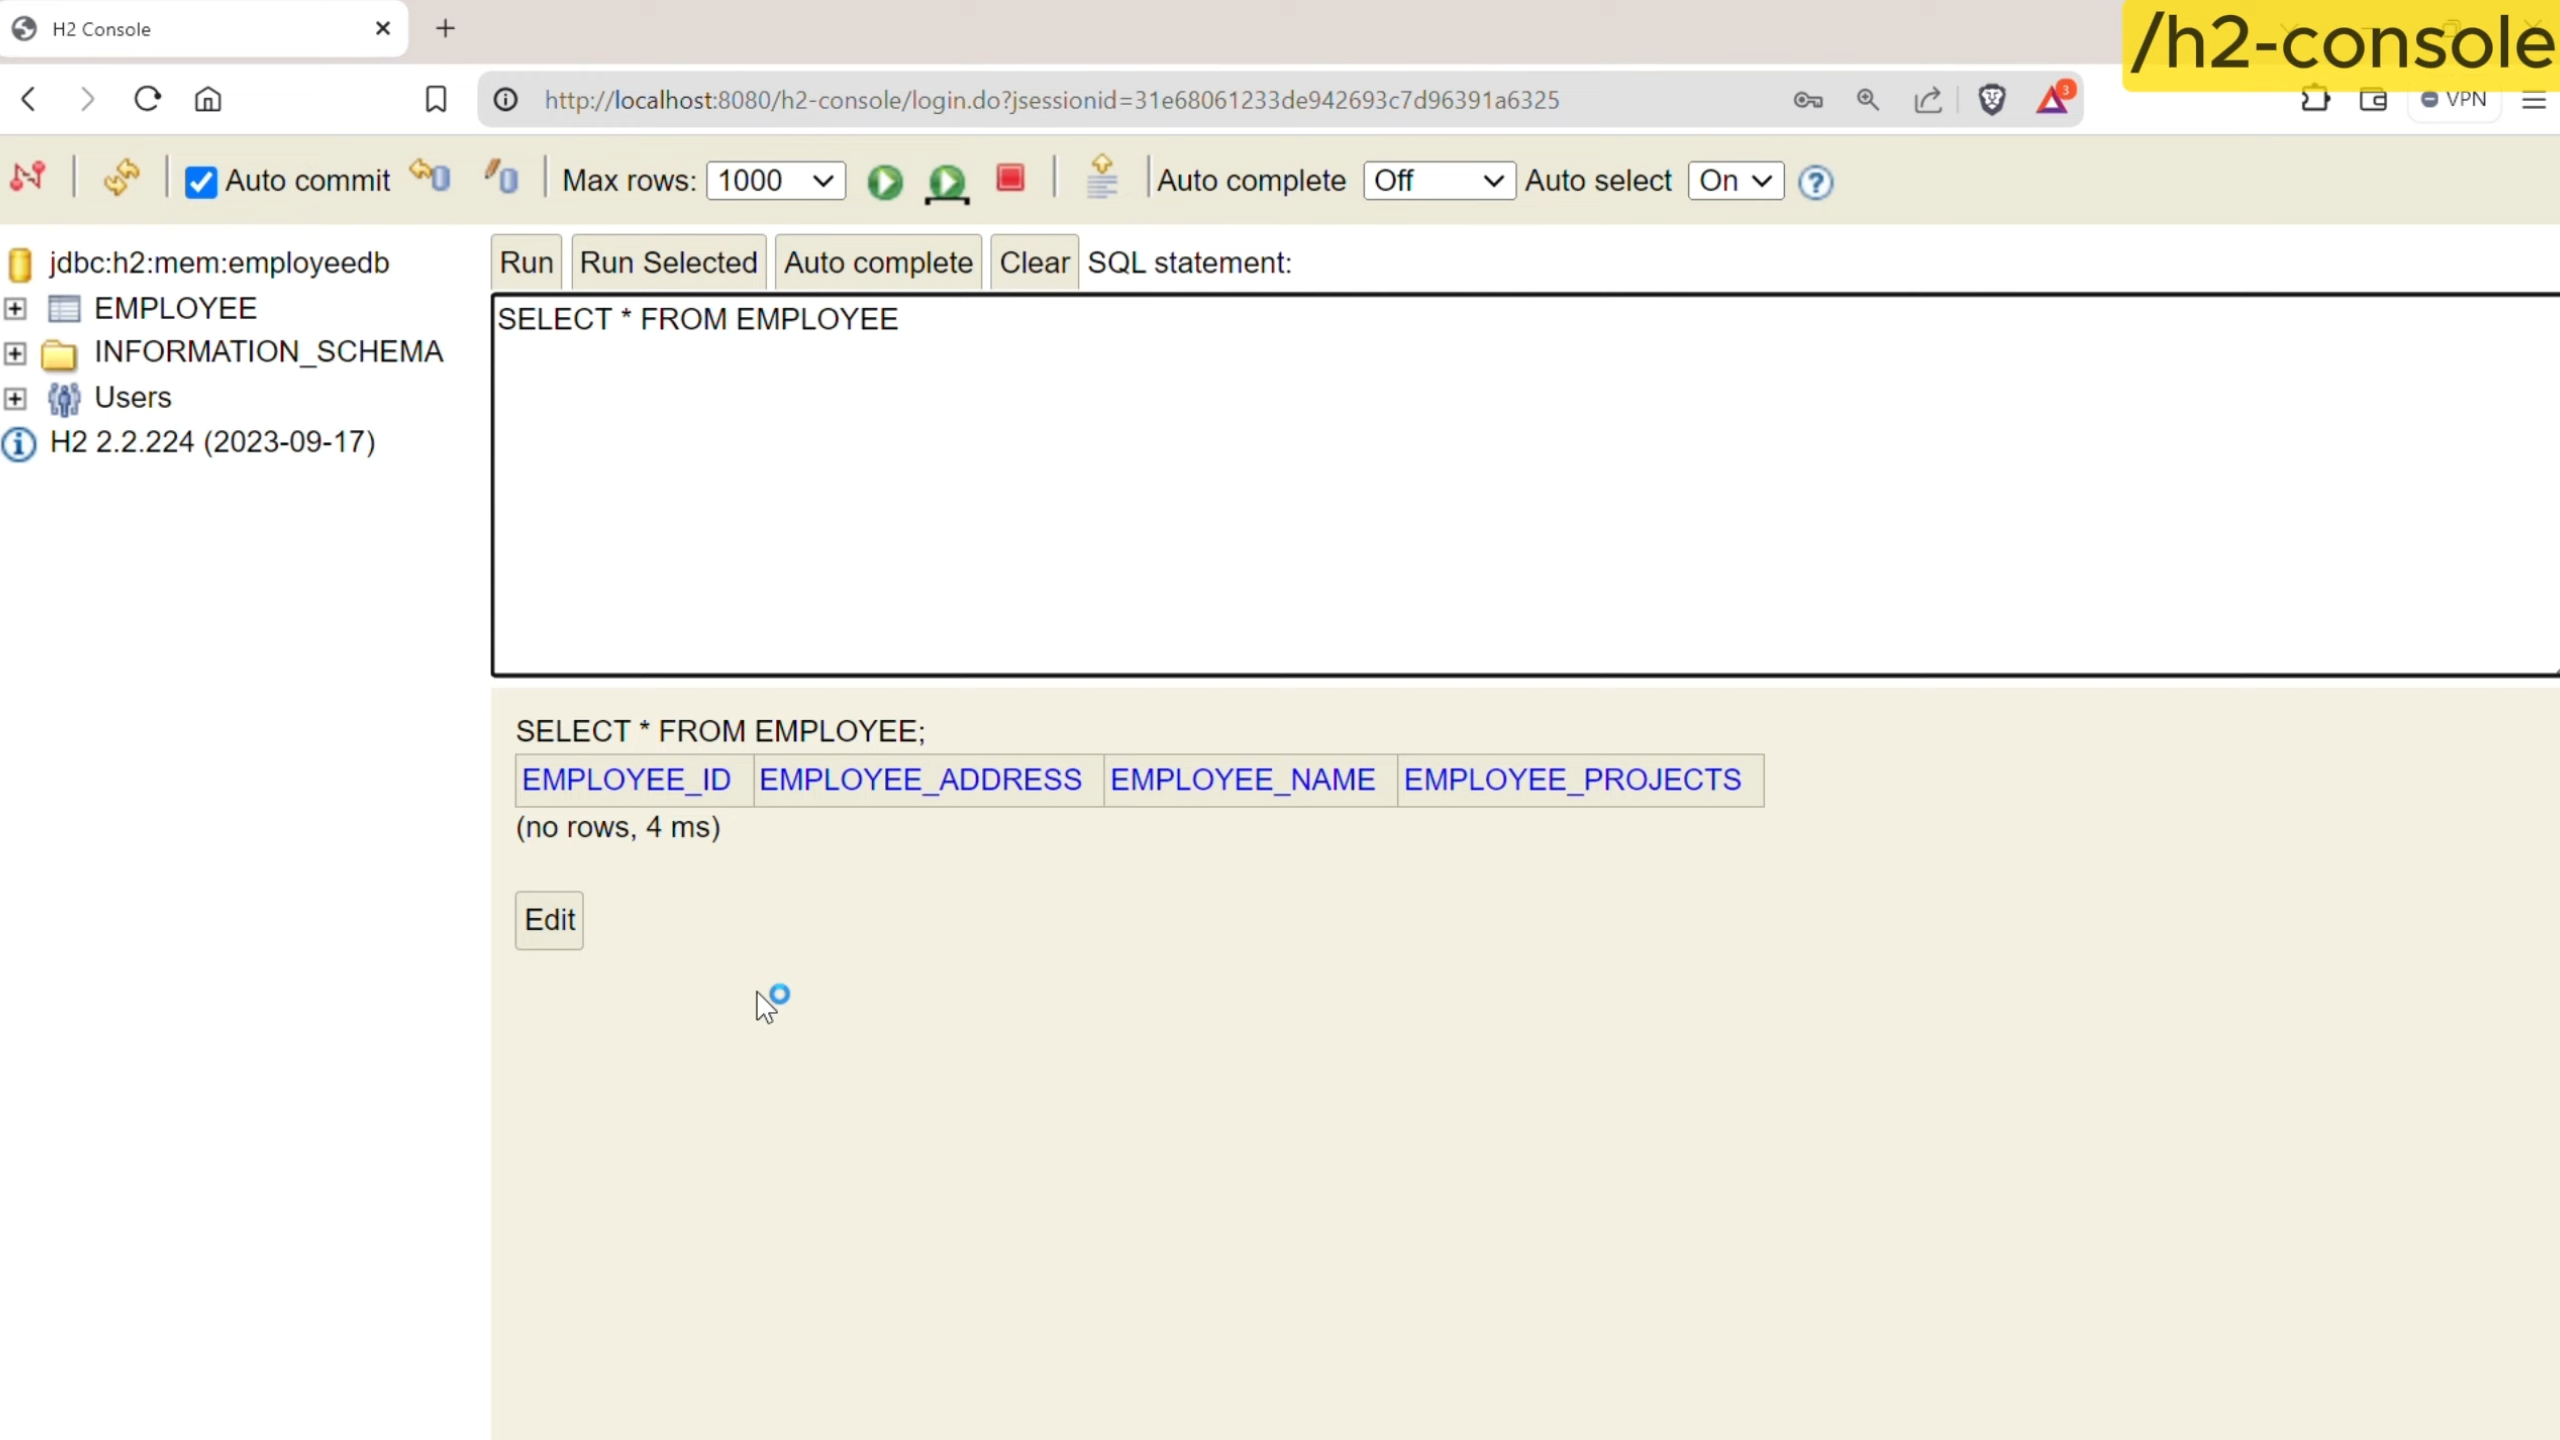 H2 Console
/h2-console
http://localhost:8080/h2-console/login.do?jsessionid=31e68061233de942693c7d96391a6325
3
VPN
Auto commit
Max rows: 1000
Auto complete Off
Auto select On
jdbc:h2:mem:employeedb
EMPLOYEE
INFORMATION_SCHEMA
Users
H2 2.2.224 (2023-09-17)
Run Run Selected Auto complete Clear SQL statement:
SELECT * FROM EMPLOYEE
SELECT * FROM EMPLOYEE;
EMPLOYEE_ID EMPLOYEE_ADDRESS EMPLOYEE_NAME EMPLOYEE_PROJECTS
(no rows, 4 ms)
Edit